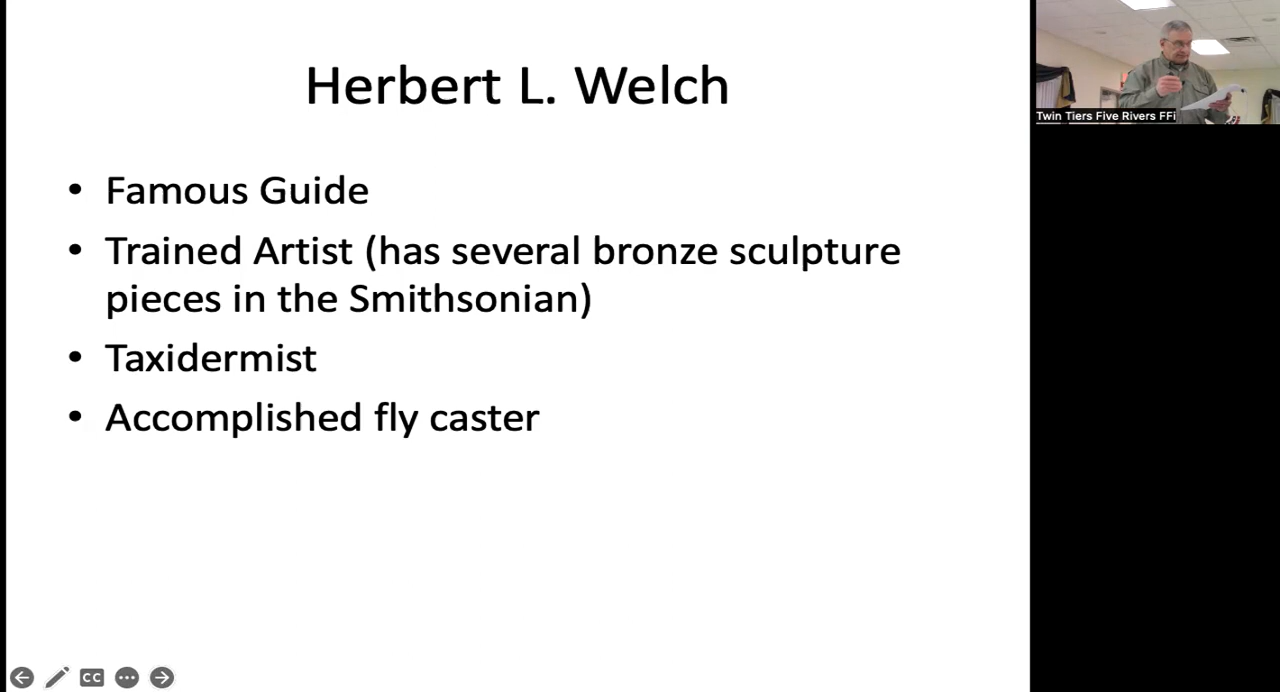 Herbert L. Welch
• Famous Guide
• Trained Artist (has several bronze sculpture
pieces in the Smithsonian)
• Taxidermist
• Accomplished fly caster
Twin Tiers Five Rivers FFi
CC